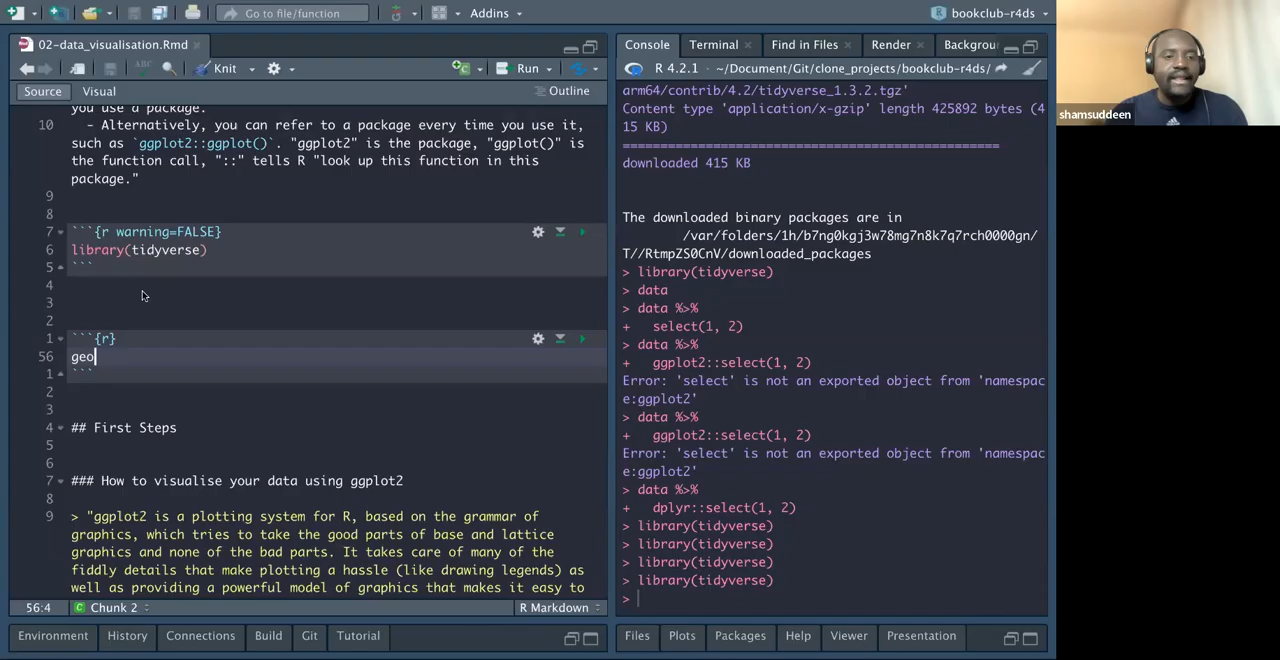 Go to file/function
Addins
bookclub-r4ds
02-data_visualisation.Rmd
Knit
Run
Source
Visual
Outline
you use a package.
10 - Alternatively, you can refer to a package every time you use it,
such as `ggplot2::ggplot()`. "ggplot2" is the package, "ggplot()" is
the function call, "::" tells R "look up this function in this
package."
9
8
7 ```{r warning=FALSE}
6 library(tidyverse)
5 ```
4
3
2
1 ```{r}
56 geo
1 ```
2
3
4 ## First Steps
5
6
7 ### How to visualise your data using ggplot2
8
9 > "ggplot2 is a plotting system for R, based on the grammar of
graphics, which tries to take the good parts of base and lattice
graphics and none of the bad parts. It takes care of many of the
fiddly details that make plotting a hassle (like drawing legends) as
well as providing a powerful model of graphics that makes it easy to
56:4
C Chunk 2
R Markdown
Environment
History
Connections
Build
Git
Tutorial
Console
Terminal
Find in Files
Render
Backgrou
R 4.2.1 · ~/Document/Git/clone_projects/bookclub-r4ds/
arm64/contrib/4.2/tidyverse_1.3.2.tgz'
Content type 'application/x-gzip' length 425892 bytes (4
15 KB)
==================================================
downloaded 415 KB
The downloaded binary packages are in
/var/folders/1h/b7ng0kgj3w78mg7n8k7q7rch0000gn/
T//RtmpZS0CnV/downloaded_packages
> library(tidyverse)
> data
> data %>%
+ select(1, 2)
> data %>%
+ ggplot2::select(1, 2)
Error: 'select' is not an exported object from 'namespac
e:ggplot2'
> data %>%
+ ggplot2::select(1, 2)
Error: 'select' is not an exported object from 'namespac
e:ggplot2'
> data %>%
+ dplyr::select(1, 2)
> library(tidyverse)
> library(tidyverse)
> library(tidyverse)
> library(tidyverse)
>
Files
Plots
Packages
Help
Viewer
Presentation
shamsuddeen